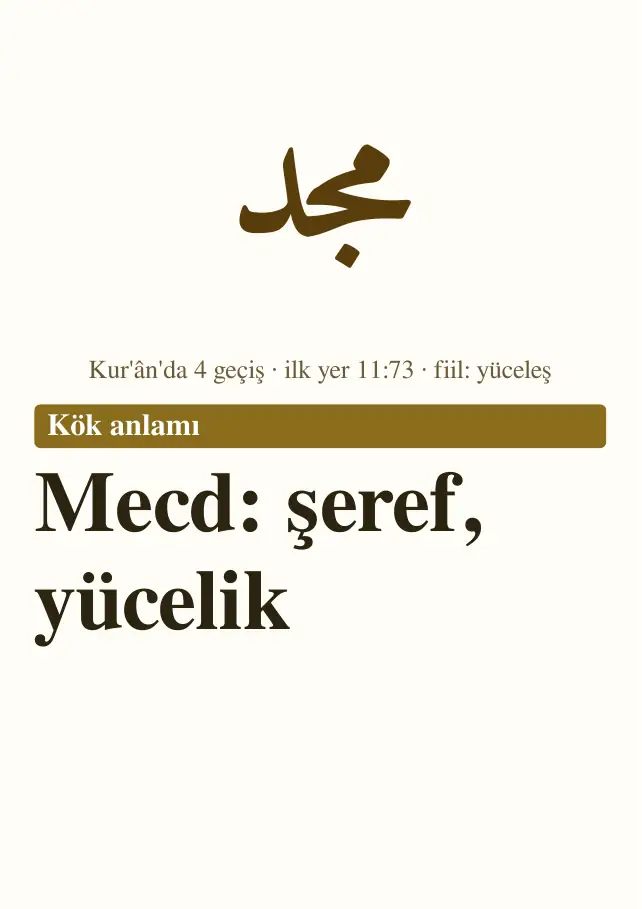 مجد
Kur'ân'da 4 geçiş · ilk yer 11:73 · fiil: yüceleş
Kök anlamı
Mecd: şeref,
yücelik